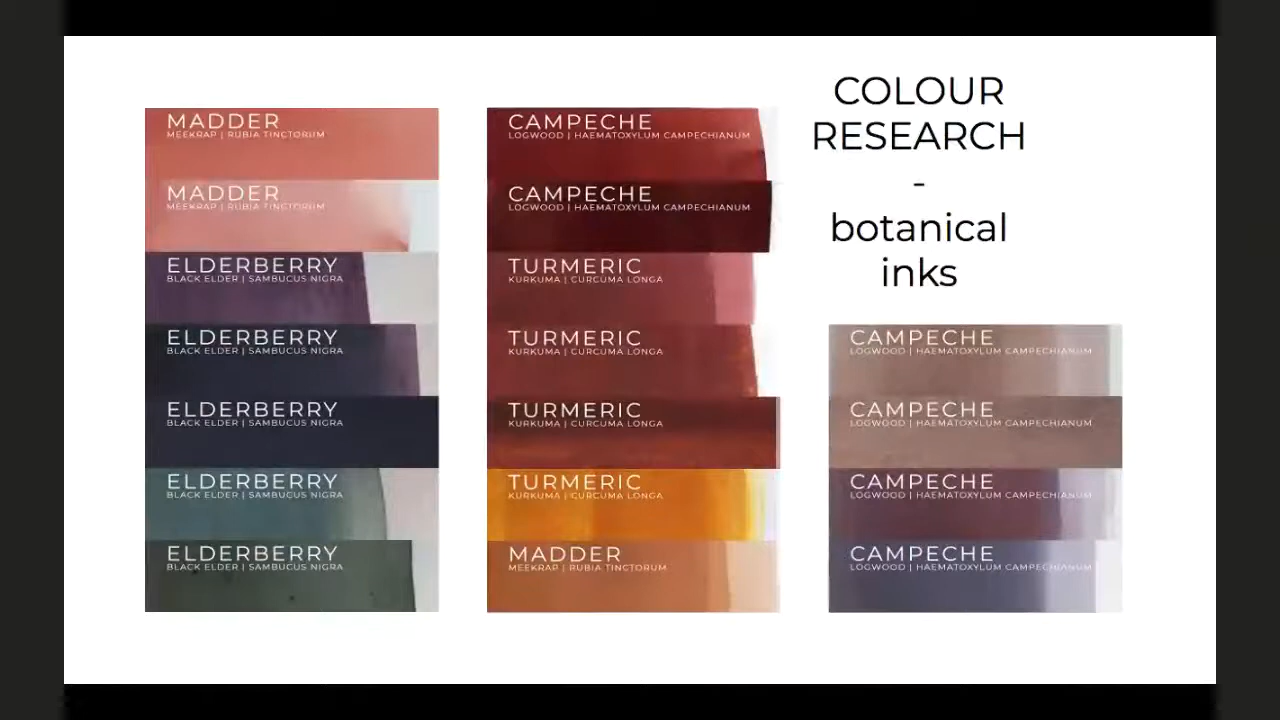 MADDER
MEEKRAP | RUBIA TINCTORUM
MADDER
MEEKRAP | RUBIA TINCTORUM
ELDERBERRY
BLACK ELDER | SAMBUCUS NIGRA
ELDERBERRY
BLACK ELDER | SAMBUCUS NIGRA
ELDERBERRY
BLACK ELDER | SAMBUCUS NIGRA
ELDERBERRY
BLACK ELDER | SAMBUCUS NIGRA
ELDERBERRY
BLACK ELDER | SAMBUCUS NIGRA
CAMPECHE
LOGWOOD | HAEMATOXYLUM CAMPECHIANUM
CAMPECHE
LOGWOOD | HAEMATOXYLUM CAMPECHIANUM
TURMERIC
KURKUMA | CURCUMA LONGA
TURMERIC
KURKUMA | CURCUMA LONGA
TURMERIC
KURKUMA | CURCUMA LONGA
TURMERIC
KURKUMA | CURCUMA LONGA
MADDER
MEEKRAP | RUBIA TINCTORUM
COLOUR
RESEARCH
-
botanical
inks
CAMPECHE
LOGWOOD | HAEMATOXYLUM CAMPECHIANUM
CAMPECHE
LOGWOOD | HAEMATOXYLUM CAMPECHIANUM
CAMPECHE
LOGWOOD | HAEMATOXYLUM CAMPECHIANUM
CAMPECHE
LOGWOOD | HAEMATOXYLUM CAMPECHIANUM